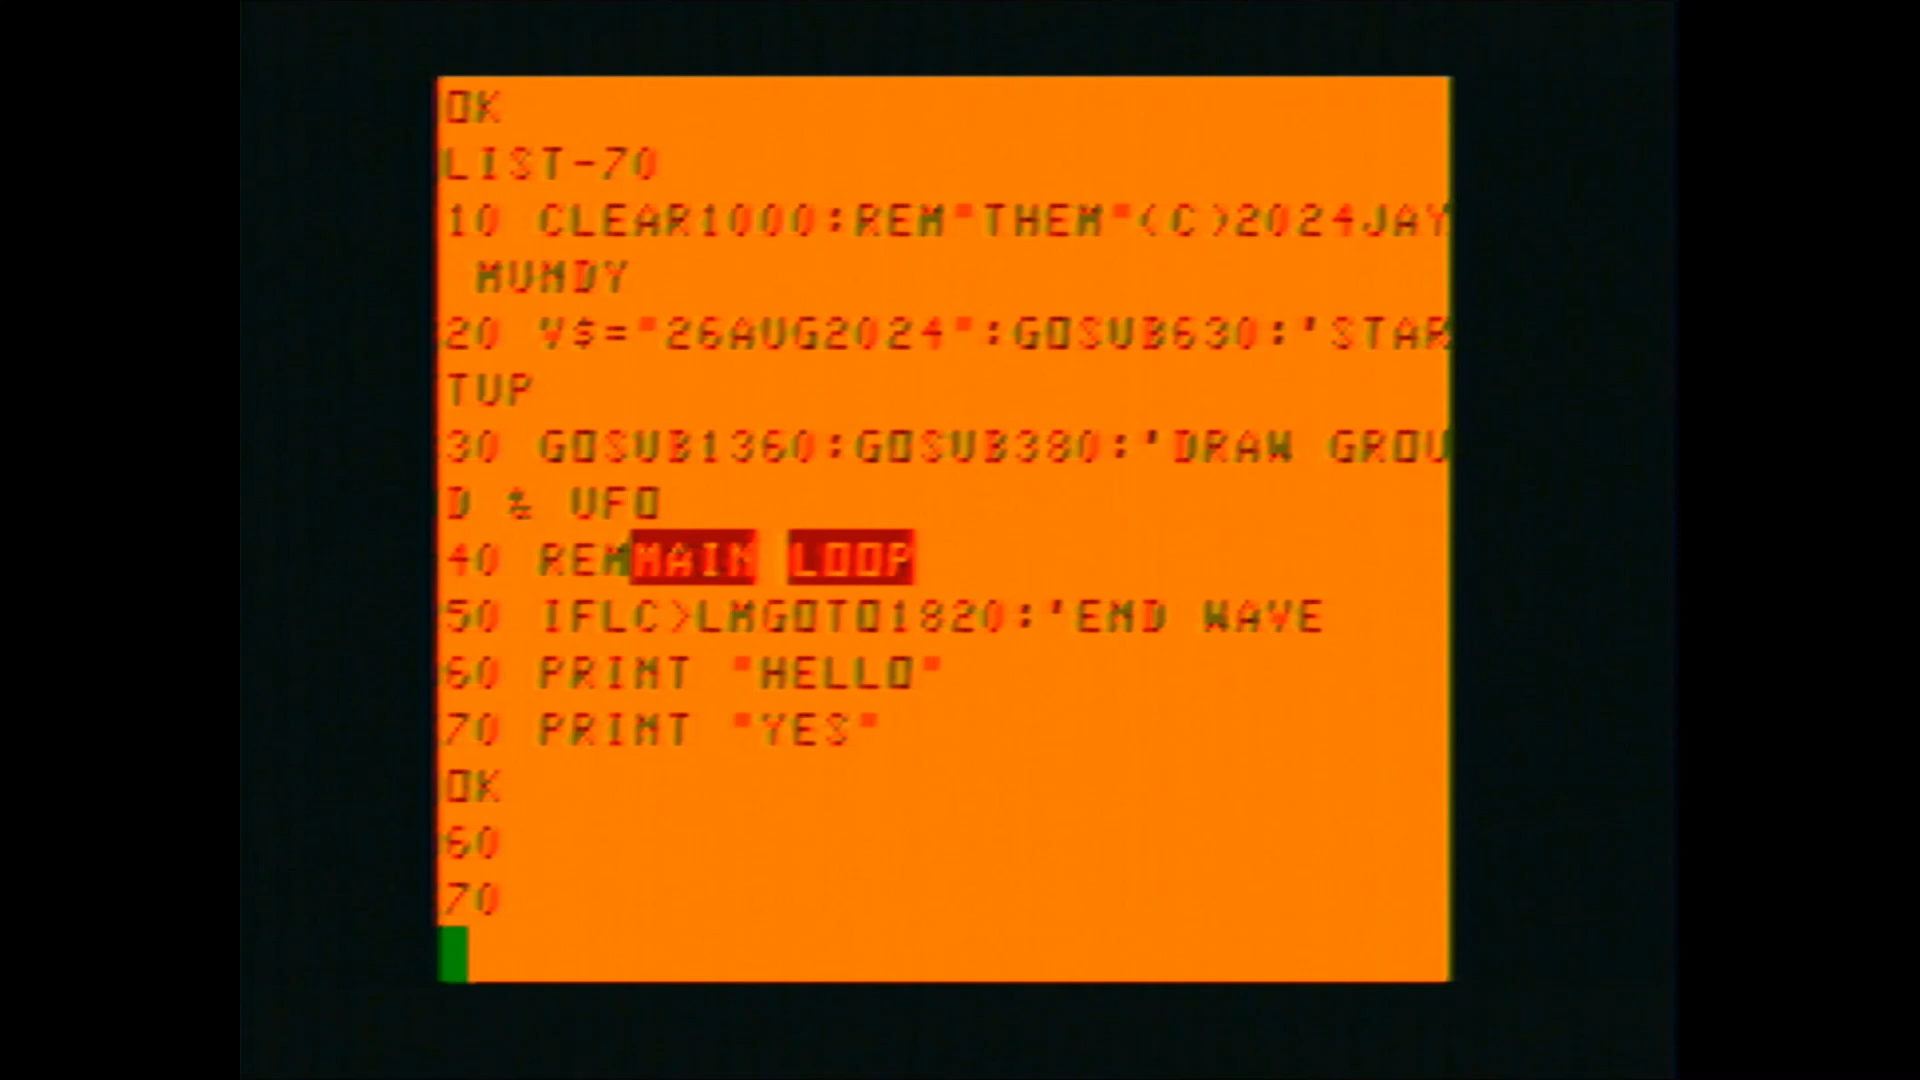 OK
LIST-70
10 CLEAR1000:REM"THEM"(C)2024JAY
 MUNDY
20 V$="26AUG2024":GOSUB630:'STAR
TUP
30 GOSUB1360:GOSUB380:'DRAW GROU
D & UFO
40 REMMAIN LOOP
50 IFLC>LMGOTO1820:'END WAVE
60 PRINT "HELLO"
70 PRINT "YES"
OK
60
70